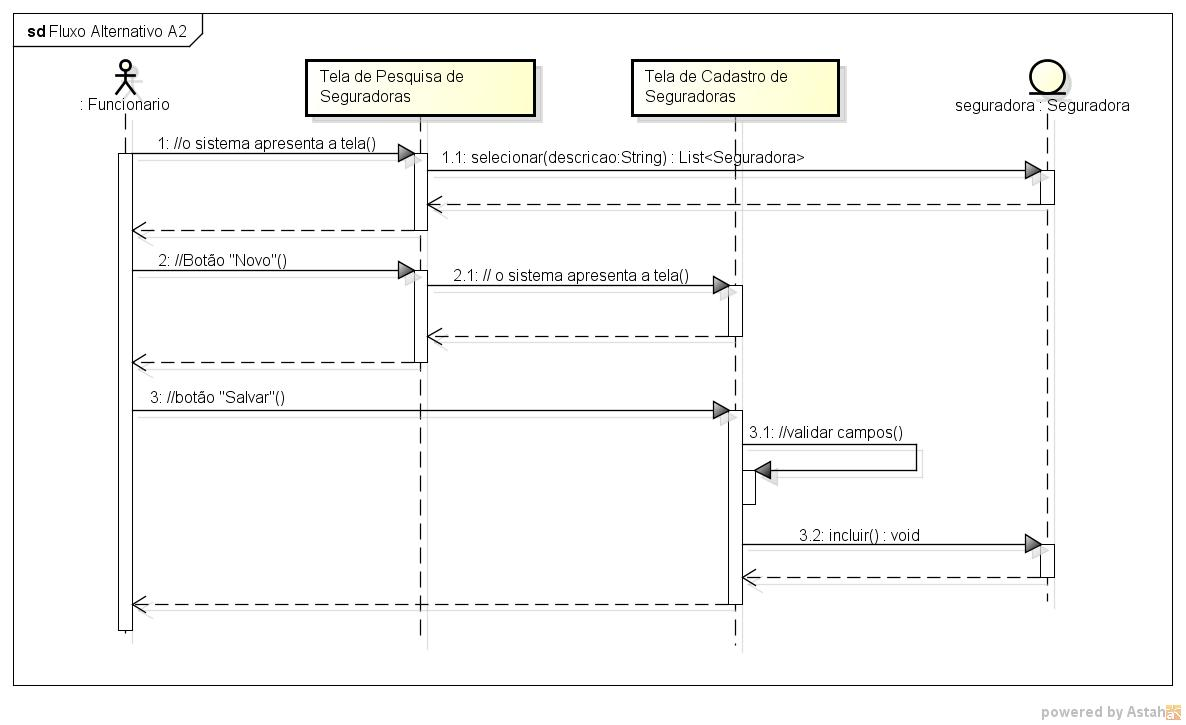 sd Fluxo Alternativo A2
: Funcionario
Tela de Pesquisa de
Seguradoras
Tela de Cadastro de
Seguradoras
seguradora : Seguradora
1: //o sistema apresenta a tela()
1.1: selecionar(descricao:String) : List<Seguradora>
2: //Botão "Novo"()
2.1: // o sistema apresenta a tela()
3: //botão "Salvar"()
3.1: //validar campos()
3.2: incluir() : void
powered by Astah